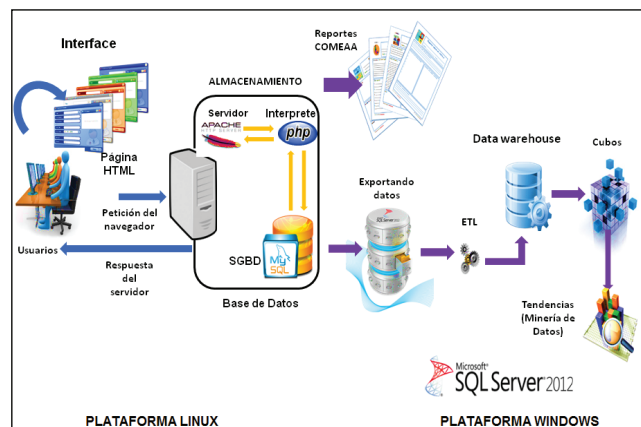 Interface
Página
HTML
Usuarios
Petición del
navegador
Respuesta
del
servidor
ALMACENAMIENTO
Servidor
Interprete
APACHE
HTTP SERVER
php
SGBD
MySQL
Base de Datos
Reportes
COMEAA
Exportando
datos
ETL
Data warehouse
Cubos
Tendencias
(Minería de
Datos)
Microsoft
SQL Server 2012
PLATAFORMA LINUX
PLATAFORMA WINDOWS